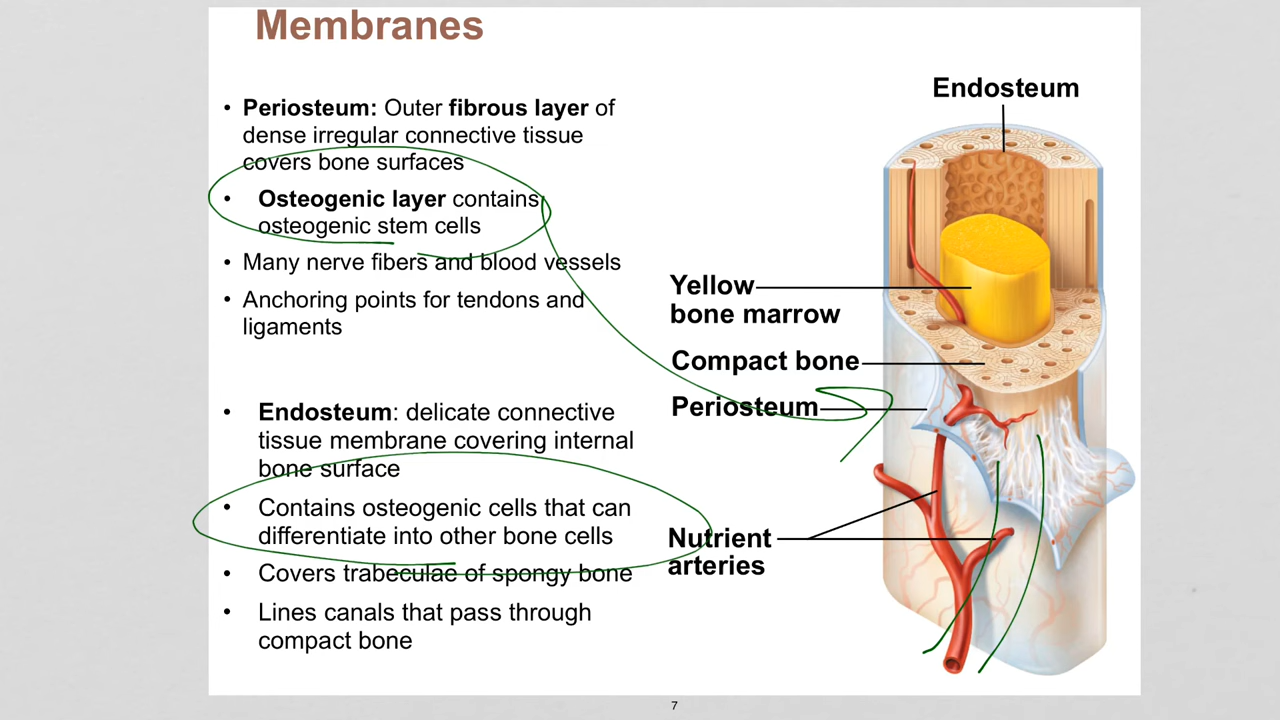 Membranes
• Periosteum: Outer fibrous layer of
dense irregular connective tissue
covers bone surfaces
• Osteogenic layer contains
osteogenic stem cells
• Many nerve fibers and blood vessels
• Anchoring points for tendons and
ligaments
• Endosteum: delicate connective
tissue membrane covering internal
bone surface
• Contains osteogenic cells that can
differentiate into other bone cells
• Covers trabeculae of spongy bone
• Lines canals that pass through
compact bone
Endosteum
Yellow
bone marrow
Compact bone
Periosteum
Nutrient
arteries
7